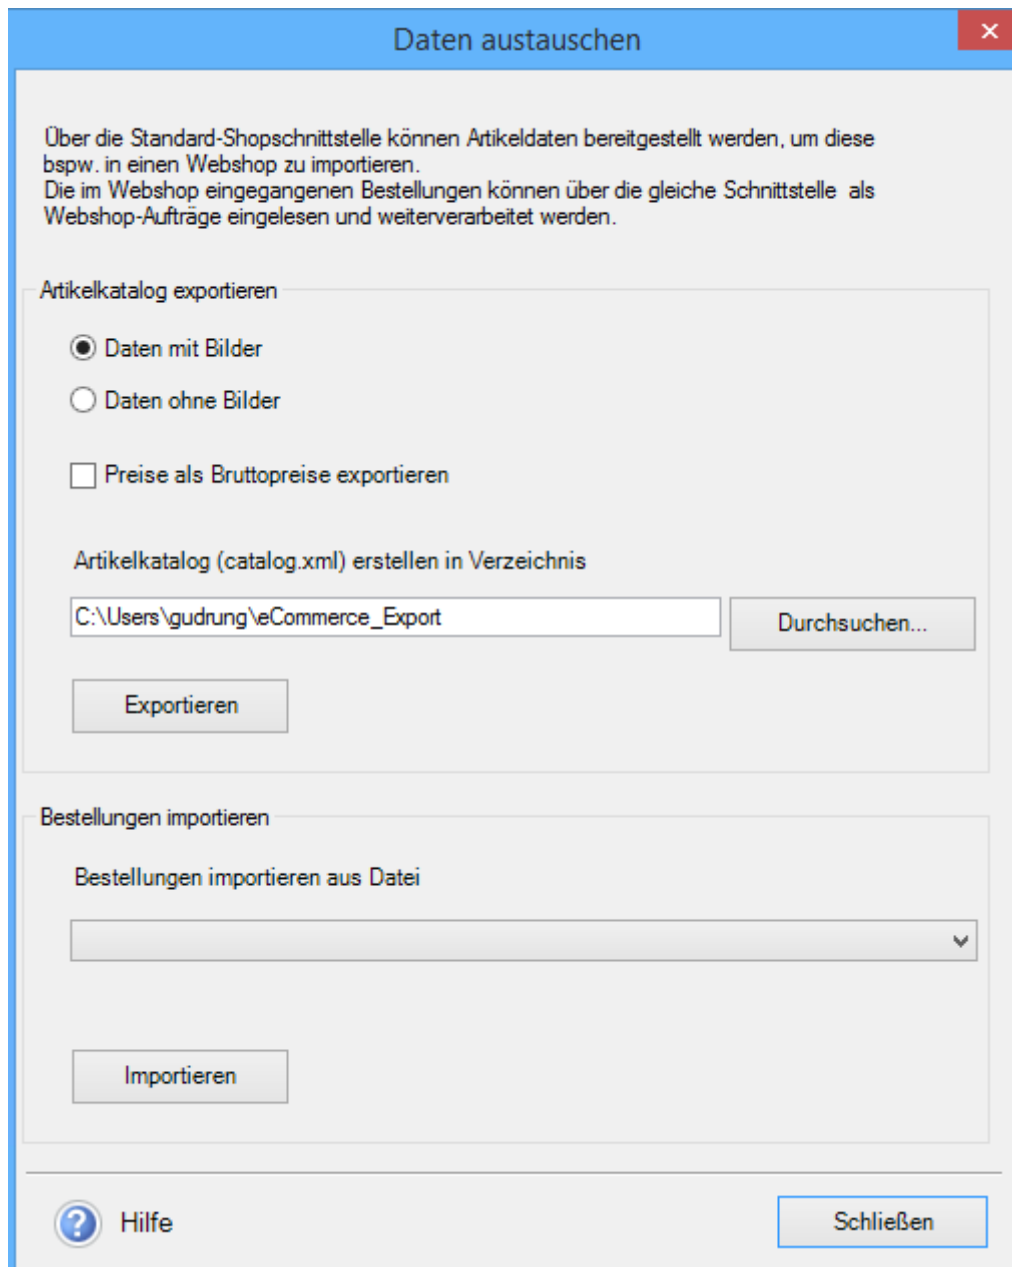 Daten austauschen
Über die Standard-Shopschnittstelle können Artikeldaten bereitgestellt werden, um diese
bspw. in einen Webshop zu importieren.
Die im Webshop eingegangenen Bestellungen können über die gleiche Schnittstelle als
Webshop-Aufträge eingelesen und weiterverarbeitet werden.
Artikelkatalog exportieren
Daten mit Bilder
Daten ohne Bilder
Preise als Bruttopreise exportieren
Artikelkatalog (catalog.xml) erstellen in Verzeichnis
C:\Users\gudrung\eCommerce_Export
Durchsuchen...
Exportieren
Bestellungen importieren
Bestellungen importieren aus Datei
Importieren
Hilfe
Schließen